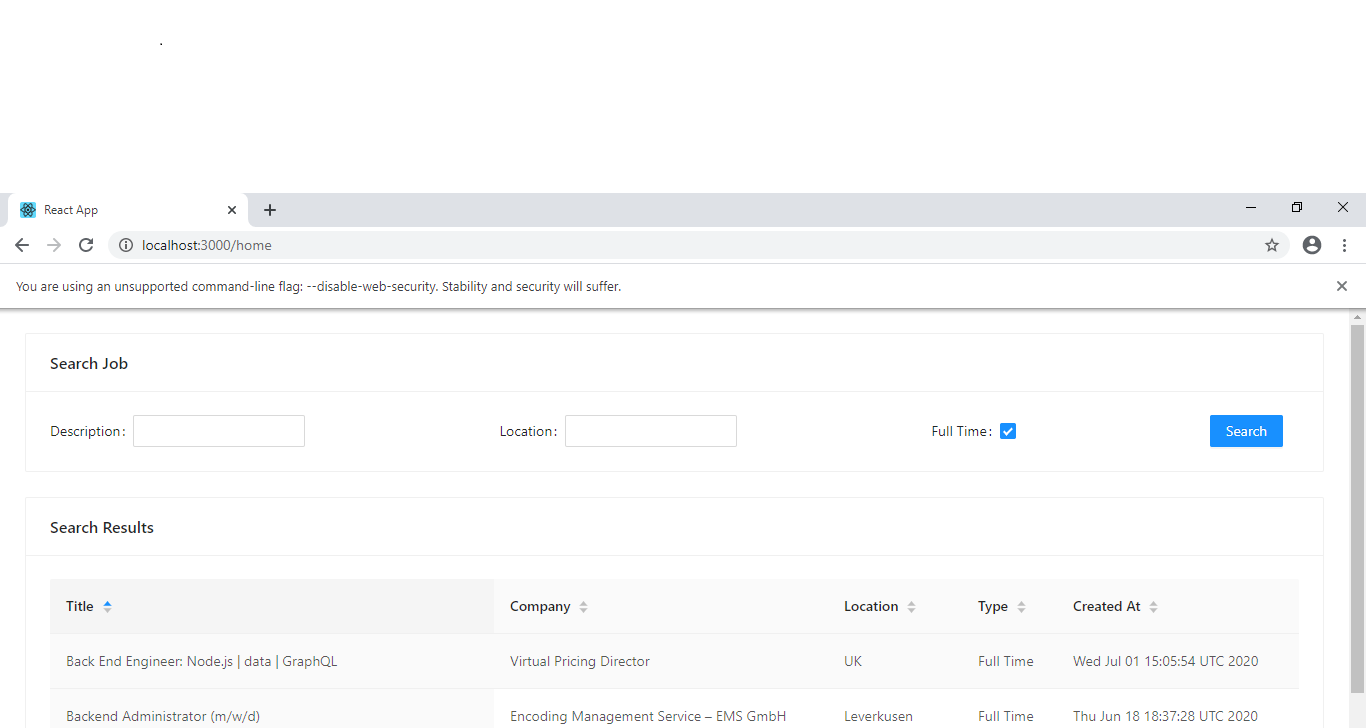 .
React App
localhost:3000/home
You are using an unsupported command-line flag: --disable-web-security. Stability and security will suffer.
Search Job
Description: Location: Full Time: Search
Search Results
Title Company Location Type Created At
Back End Engineer: Node.js | data | GraphQL Virtual Pricing Director UK Full Time Wed Jul 01 15:05:54 UTC 2020
Backend Administrator (m/w/d) Encoding Management Service – EMS GmbH Leverkusen Full Time Thu Jun 18 18:37:28 UTC 2020